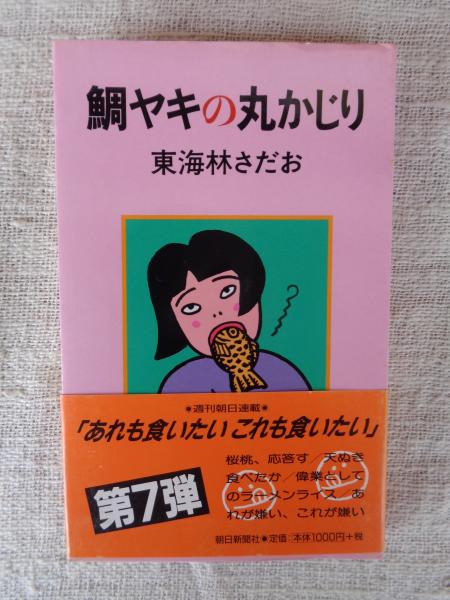 鯛ヤキの丸かじり
東海林さだお
●週刊朝日連載●
「あれも食いたい これも食いたい」
第7弾
桜桃、応答す／天ぬき
食べたか／偉業として
のラーメンライス／あ
れが嫌い、これが嫌い
朝日新聞社●定価:本体1000円+税